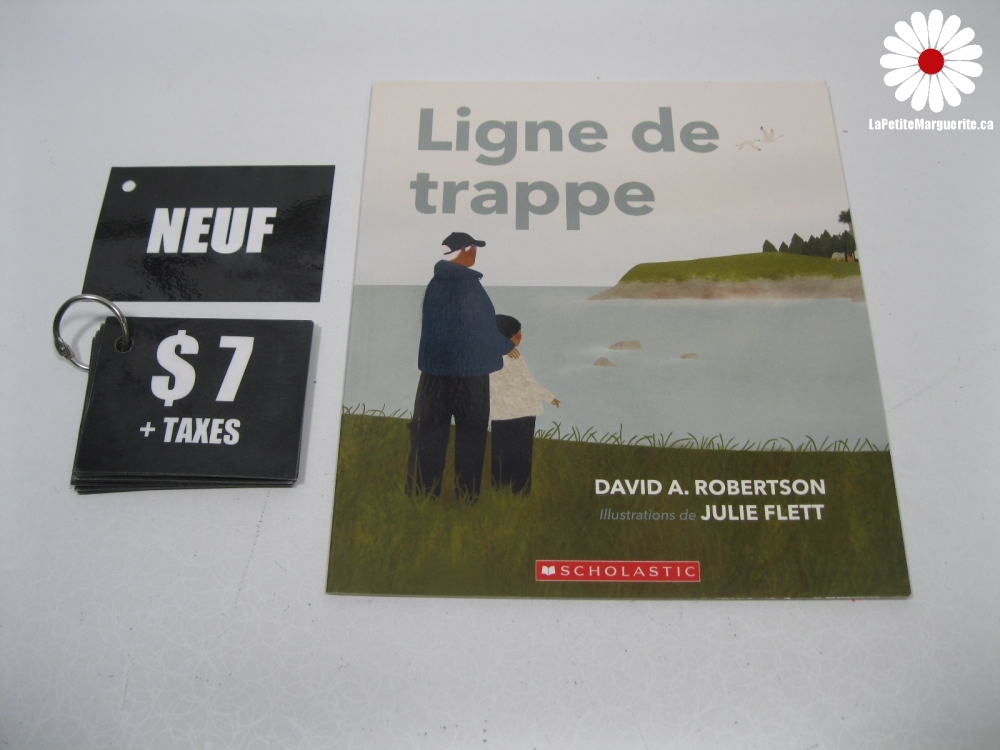 LaPetiteMarguerite.ca
NEUF
$ 7
+ TAXES
Ligne de
trappe
DAVID A. ROBERTSON
Illustrations de JULIE FLETT
SCHOLASTIC